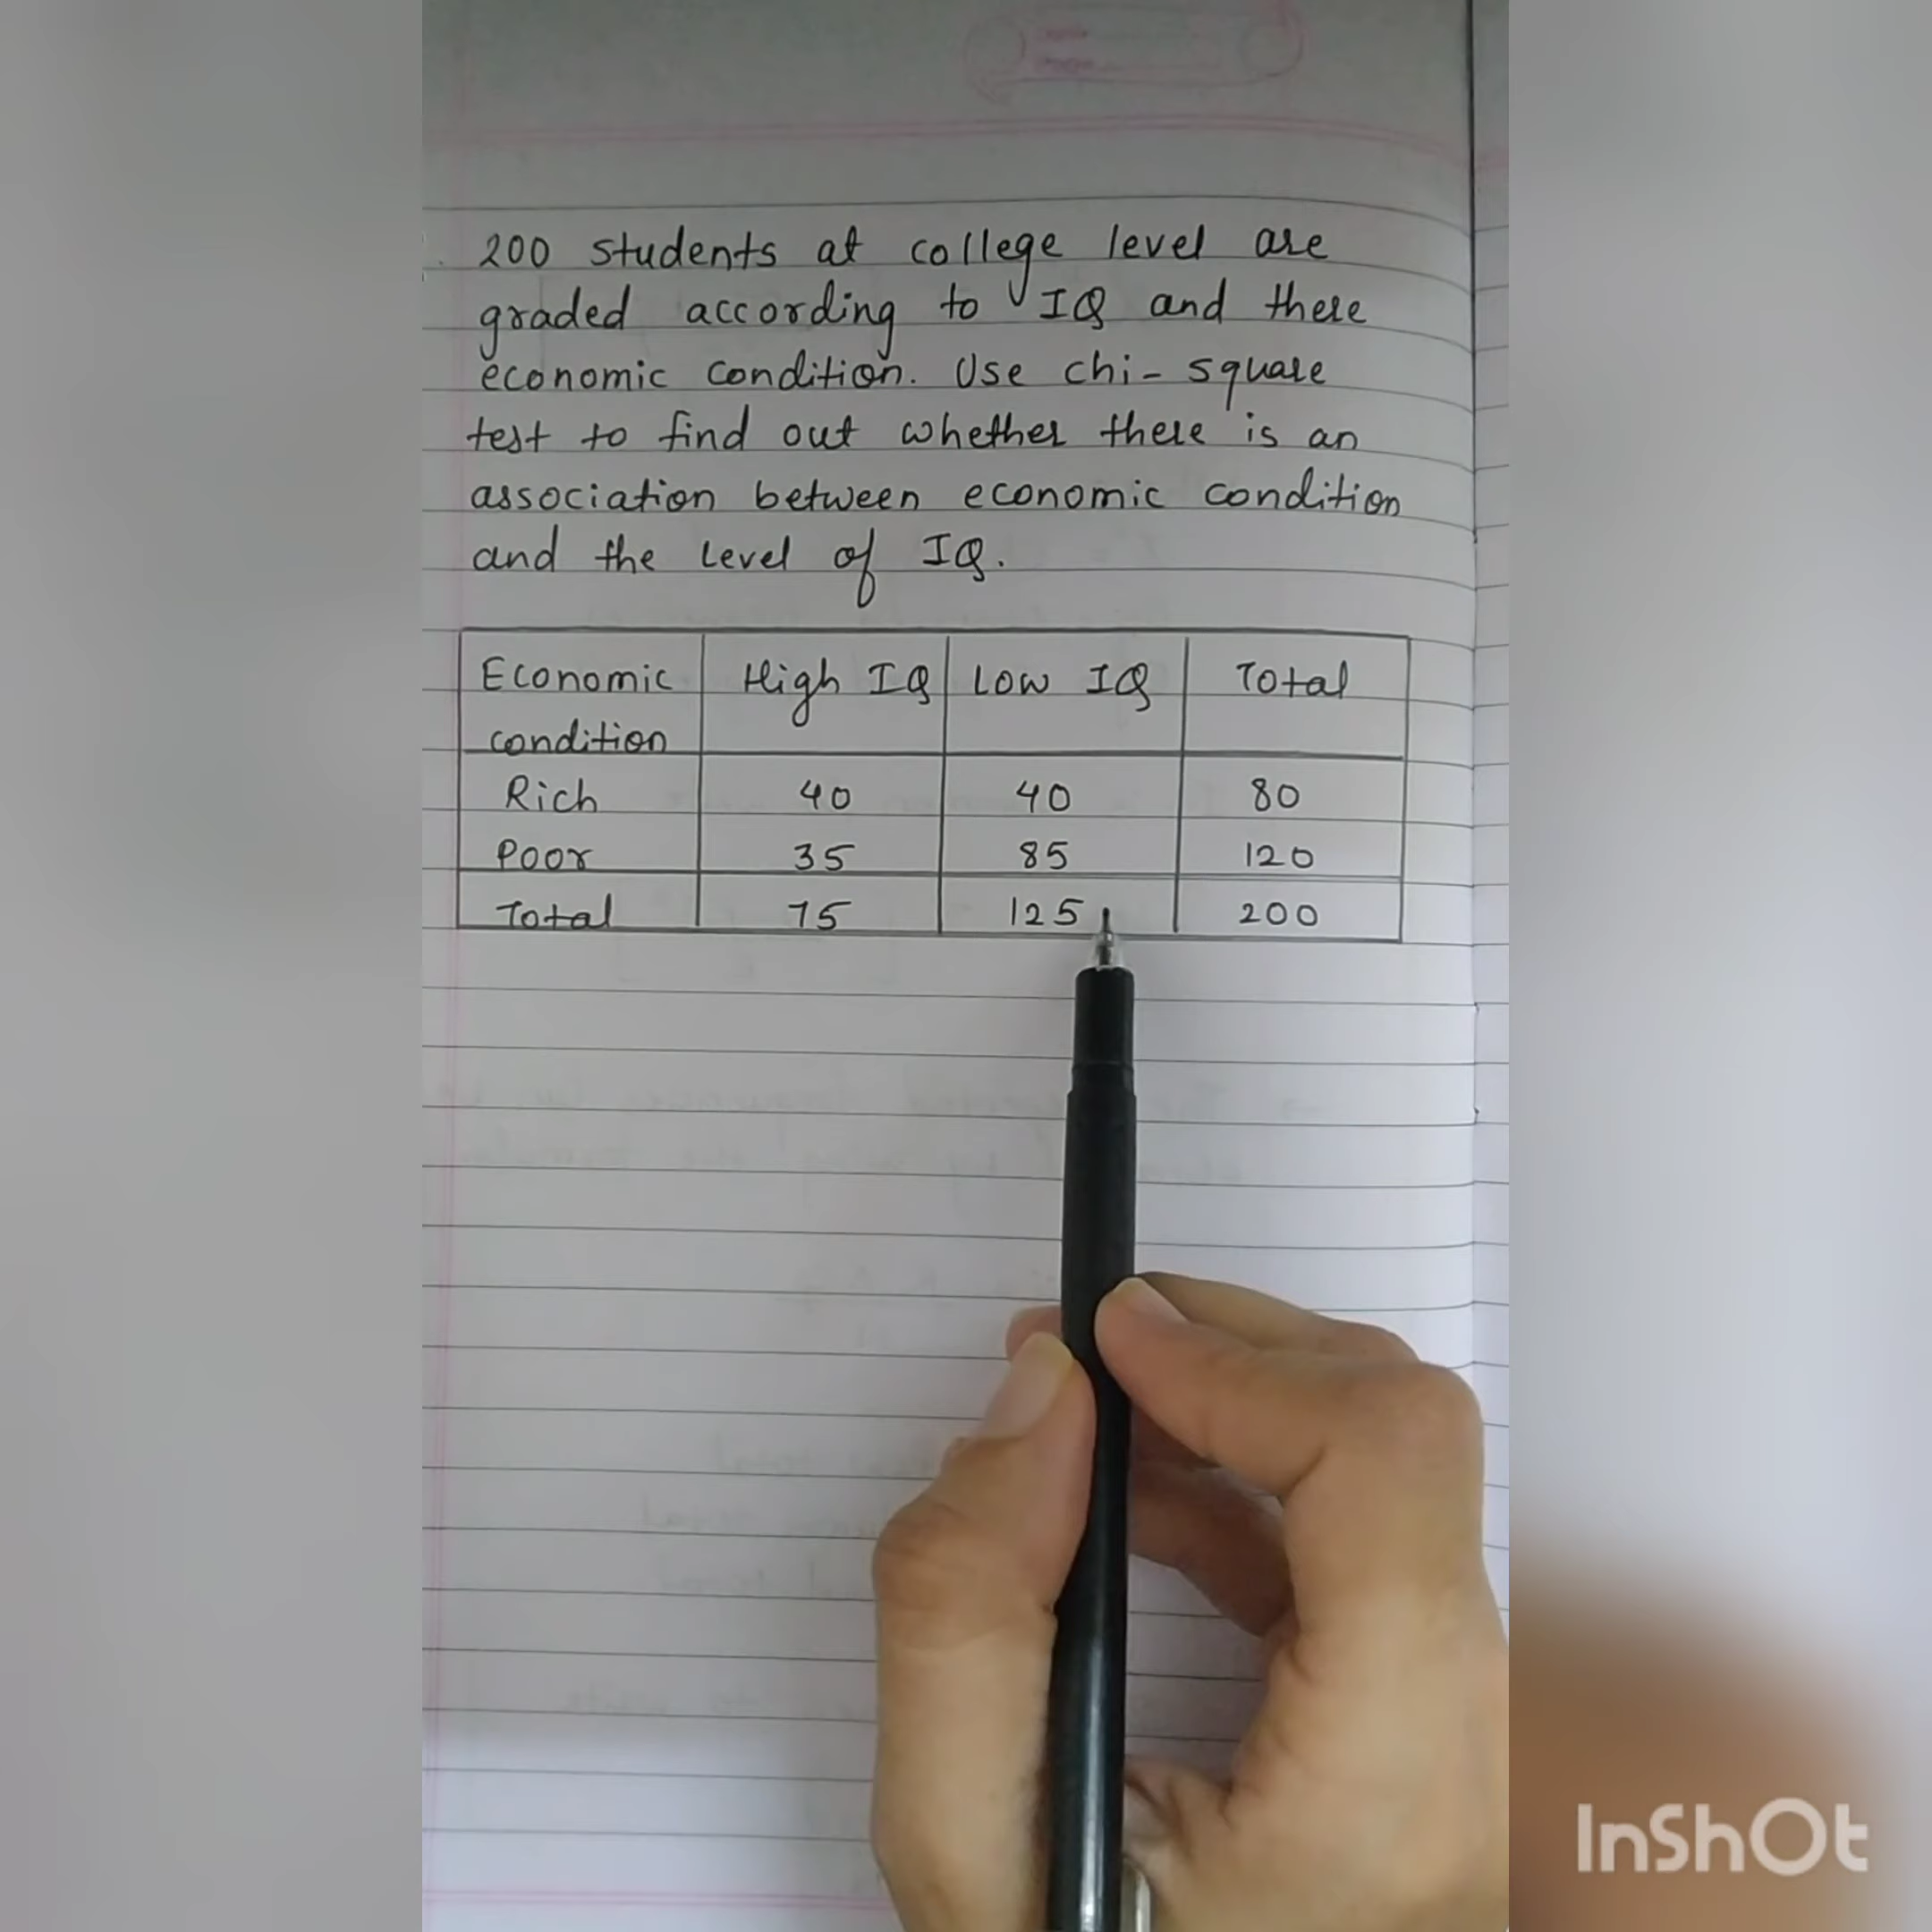 200 students at college level are
graded according to IQ and there
economic condition. Use chi-square
test to find out whether there is an
association between economic condition
and the level of IQ.
Economic condition High IQ Low IQ Total
Rich 40 40 80
Poor 35 85 120
Total 75 125 200
InShOt